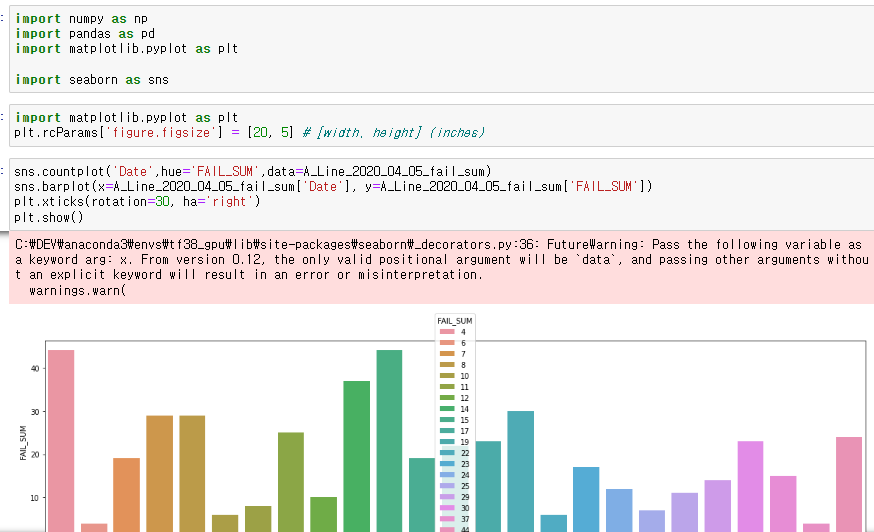 import numpy as np
import pandas as pd
import matplotlib.pyplot as plt
import seaborn as sns
import matplotlib.pyplot as plt
plt.rcParams['figure.figsize'] = [20, 5] # [width, height] (inches)
sns.countplot('Date',hue='FAIL_SUM',data=A_Line_2020_04_05_fail_sum)
sns.barplot(x=A_Line_2020_04_05_fail_sum['Date'], y=A_Line_2020_04_05_fail_sum['FAIL_SUM'])
plt.xticks(rotation=30, ha='right')
plt.show()
C:₩DEV₩anaconda3₩envs₩tf38_gpu₩lib₩site-packages₩seaborn₩_decorators.py:36: FutureWarning: Pass the following variable as
a keyword arg: x. From version 0.12, the only valid positional argument will be `data`, and passing other arguments withou
t an explicit keyword will result in an error or misinterpretation.
warnings.warn(
FAIL_SUM
4
6
7
8
10
11
12
14
15
17
19
22
23
24
25
29
30
37
44
40
30
20
10
FAIL_SUM